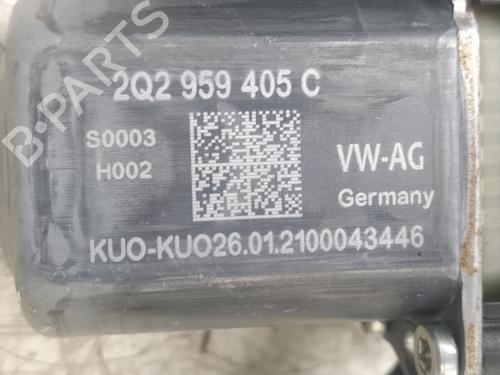 B-PARTS
2Q2 959 405 C
S0003
H002
VW-AG
Germany
KUO-KUO26.01.2100043446